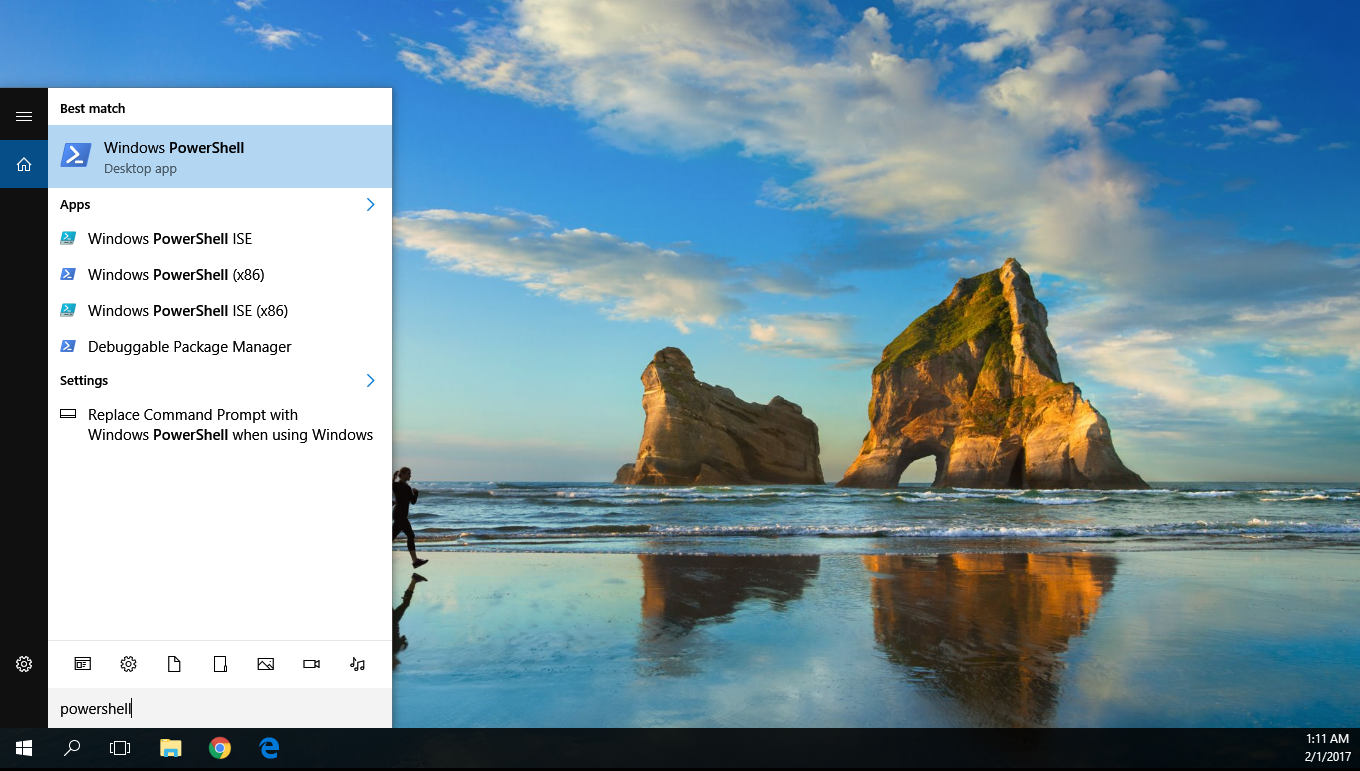 Best match
Windows PowerShell
Desktop app
Apps
Windows PowerShell ISE
Windows PowerShell (x86)
Windows PowerShell ISE (x86)
Debuggable Package Manager
Settings
Replace Command Prompt with
Windows PowerShell when using Windows
powershell
1:11 AM
2/1/2017